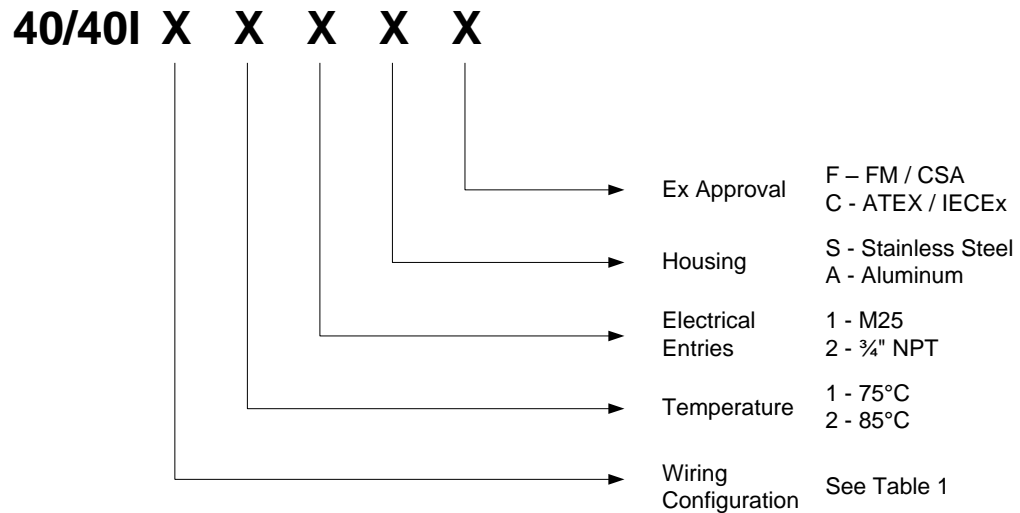 40/40I X X X X X
Ex Approval
F – FM / CSA
C - ATEX / IECEx
Housing
S - Stainless Steel
A - Aluminum
Electrical
Entries
1 - M25
2 - ¾" NPT
Temperature
1 - 75°C
2 - 85°C
Wiring
Configuration
See Table 1